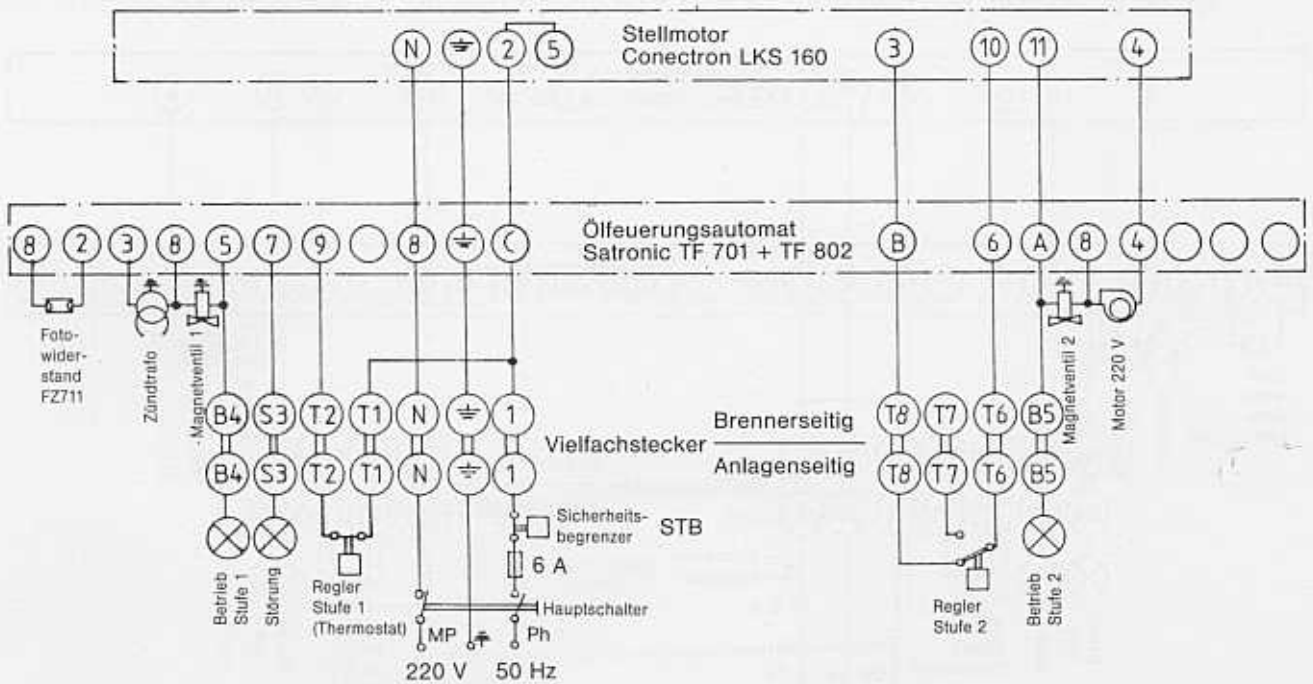 N 2 5 Stellmotor 3 10 11 4
Conectron LKS 160
8 2 3 8 5 7 9 8 C Ölfeuerungsautomat B 6 A 8 4
Satronic TF 701 + TF 802
Foto-
wider-
stand
FZ711
Zündtrafo
- Magnetventil 1
Magnetventil 2
Motor 220 V
B4 S3 T2 T1 N 1 T8 T7 T6 B5
Vielfachstecker
Brennerseitig
Anlagenseitig
B4 S3 T2 T1 N 1 T8 T7 T6 B5
Betrieb
Stufe 1
Störung
Regler
Stufe 1
(Thermostat)
Sicherheits-
begrenzer
STB
6 A
Hauptschalter
MP Ph
220 V 50 Hz
Regler
Stufe 2
Betrieb
Stufe 2